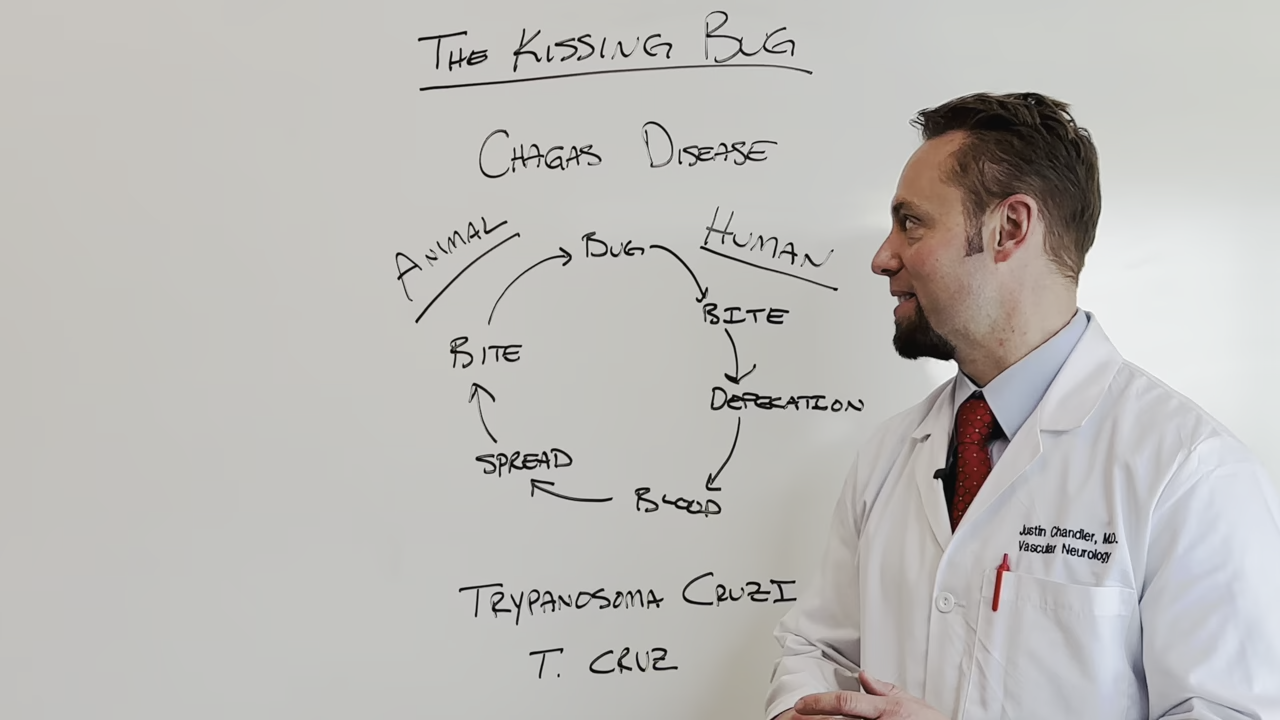 THE KISSING BUG
CHAGAS DISEASE
ANIMAL
HUMAN
BUG
BITE
DEFECATION
BLOOD
SPREAD
BITE
TRYPANOSOMA CRUZI
T. CRUZ
Justin Chandler, M.D.
Vascular Neurology